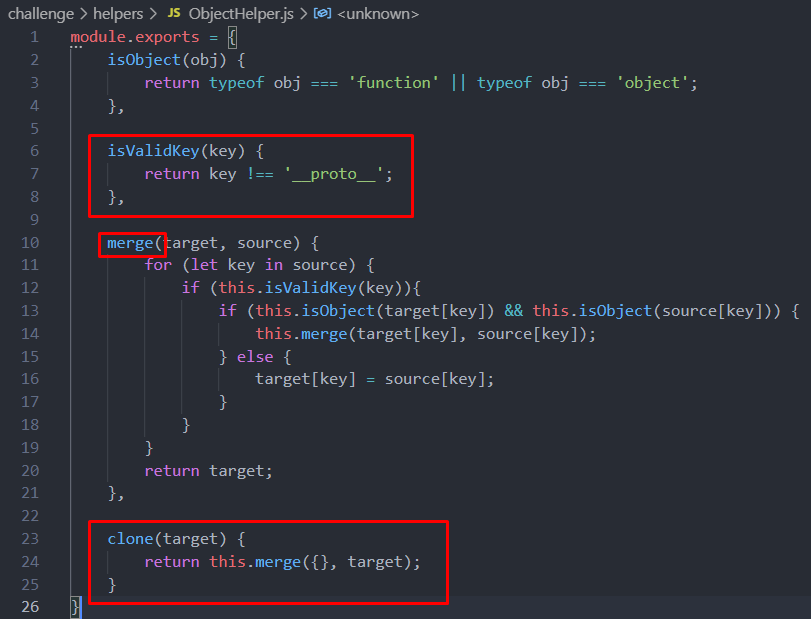 challenge > helpers > JS ObjectHelper.js > <unknown>
1 module.exports = {
2     isObject(obj) {
3         return typeof obj === 'function' || typeof obj === 'object';
4     },
5
6     isValidKey(key) {
7         return key !== '__proto__';
8     },
9
10     merge(target, source) {
11         for (let key in source) {
12             if (this.isValidKey(key)){
13                 if (this.isObject(target[key]) && this.isObject(source[key])) {
14                     this.merge(target[key], source[key]);
15                 } else {
16                     target[key] = source[key];
17                 }
18             }
19         }
20         return target;
21     },
22
23     clone(target) {
24         return this.merge({}, target);
25     }
26 }